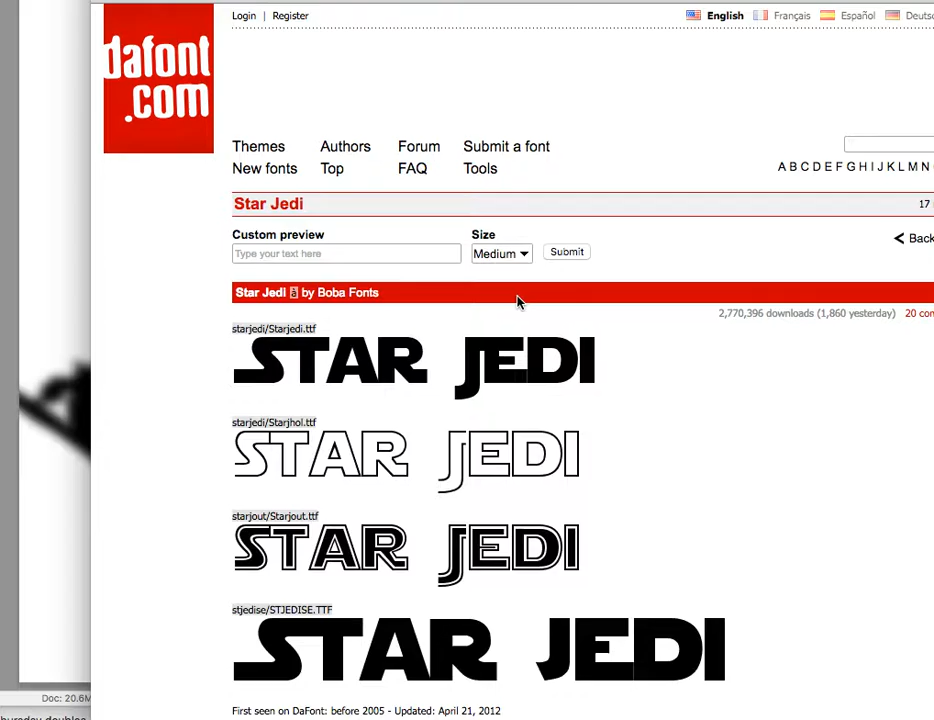 dafont
.com
Login | Register
English Français Español
Themes Authors Forum Submit a font
New fonts Top FAQ Tools
A B C D E F G H I J K L M N
Star Jedi
17
Custom preview Size
Type your text here Medium Submit
Back
Star Jedi by Boba Fonts
2,770,396 downloads (1,860 yesterday)
starjedi/Starjedi.ttf
STAR JEDI
starjedi/Starjhol.ttf
STAR JEDI
starjout/Starjout.ttf
STAR JEDI
stjedise/STJEDISE.TTF
STAR JEDI
Doc: 20.6M
First seen on DaFont: before 2005 - Updated: April 21, 2012